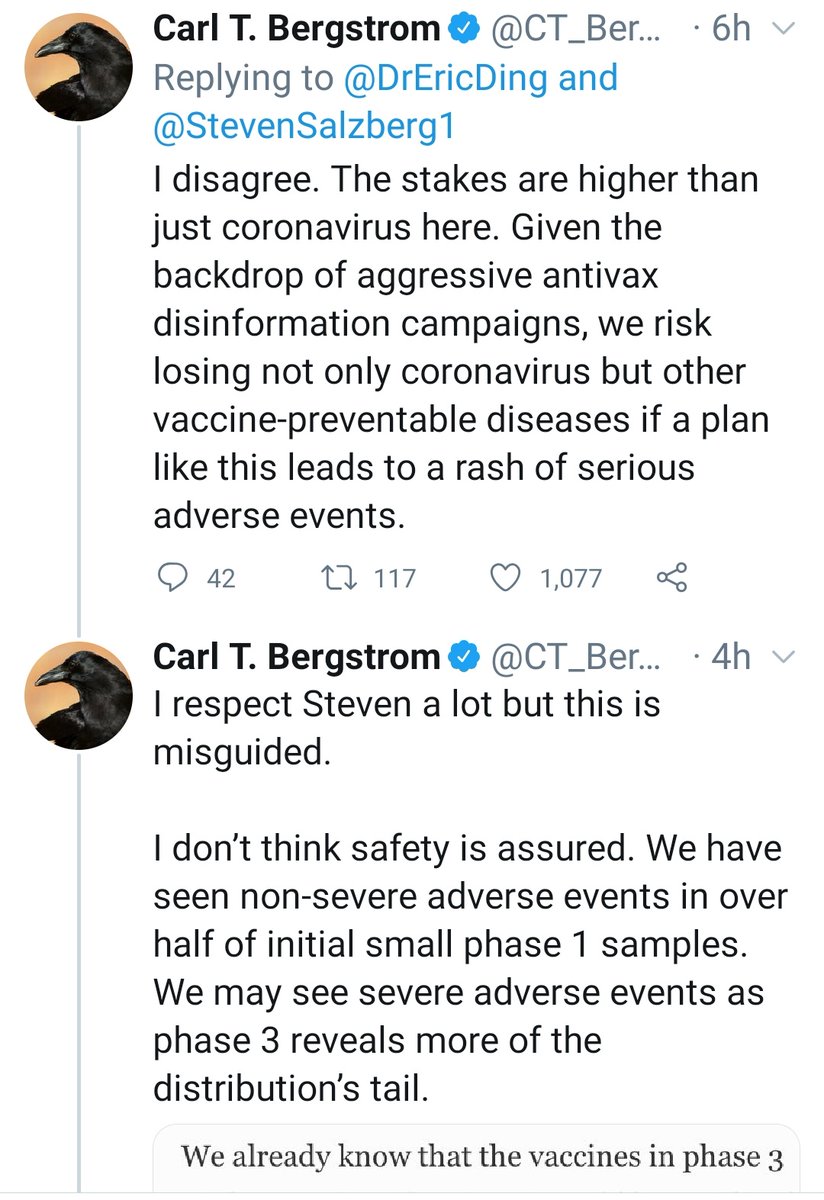 Carl T. Bergstrom @CT_Ber... · 6h
Replying to @DrEricDing and
@StevenSalzberg1
I disagree. The stakes are higher than
just coronavirus here. Given the
backdrop of aggressive antivax
disinformation campaigns, we risk
losing not only coronavirus but other
vaccine-preventable diseases if a plan
like this leads to a rash of serious
adverse events.
42 117 1,077
Carl T. Bergstrom @CT_Ber... · 4h
I respect Steven a lot but this is
misguided.
I don’t think safety is assured. We have
seen non-severe adverse events in over
half of initial small phase 1 samples.
We may see severe adverse events as
phase 3 reveals more of the
distribution’s tail.
We already know that the vaccines in phase 3